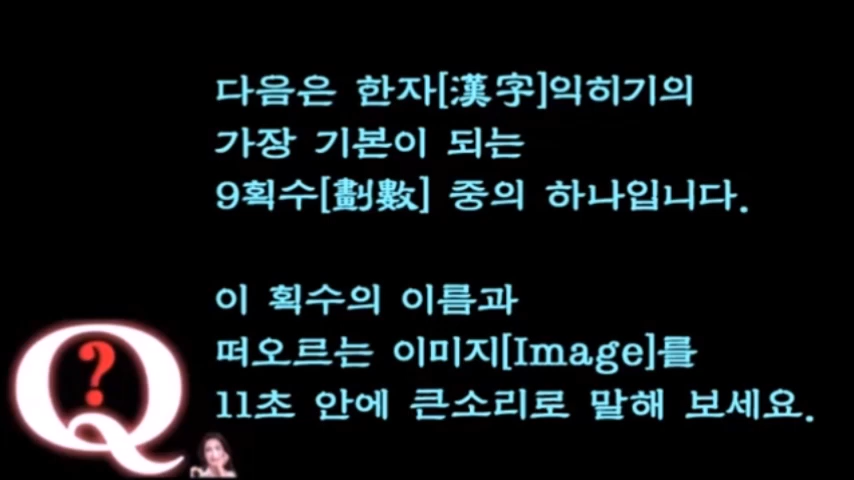 다음은 한자[漢字]익히기의
가장 기본이 되는
9획수[劃數] 중의 하나입니다.
이 획수의 이름과
떠오르는 이미지[Image]를
11초 안에 큰소리로 말해 보세요.
Q
?